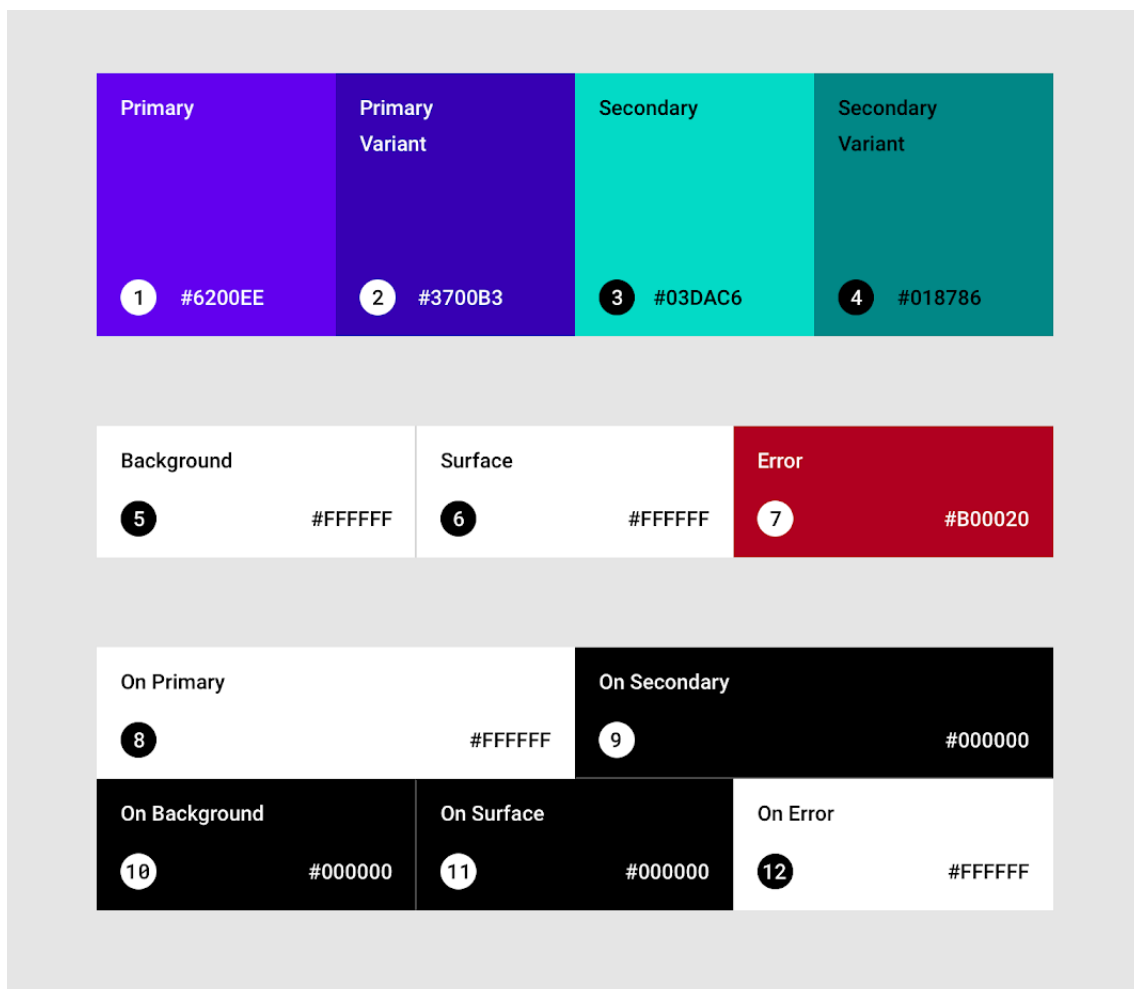 Primary
1 #6200EE
Primary
Variant
2 #3700B3
Secondary
3 #03DAC6
Secondary
Variant
4 #018786
Background
5 #FFFFFF
Surface
6 #FFFFFF
Error
7 #B00020
On Primary
8 #FFFFFF
On Secondary
9 #000000
On Background
10 #000000
On Surface
11 #000000
On Error
12 #FFFFFF